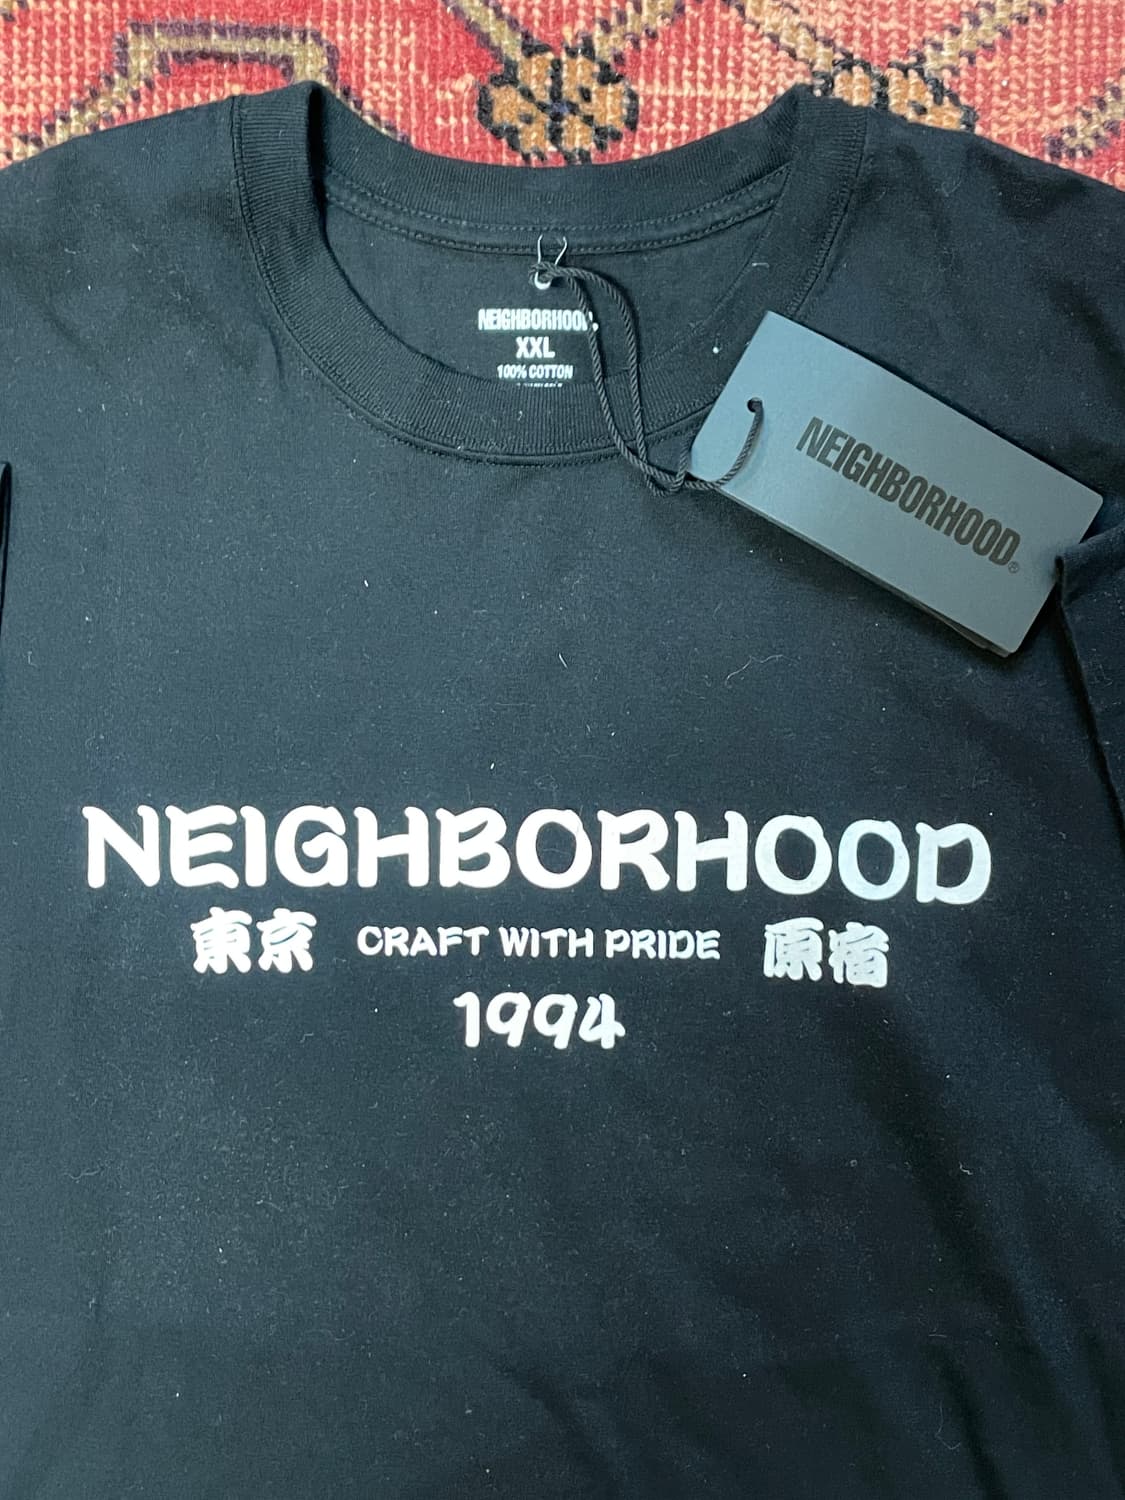 NEIGHBORHOOD.
XXL
100% COTTON
NEIGHBORHOOD®
NEIGHBORHOOD
東京 CRAFT WITH PRIDE 原宿
1994